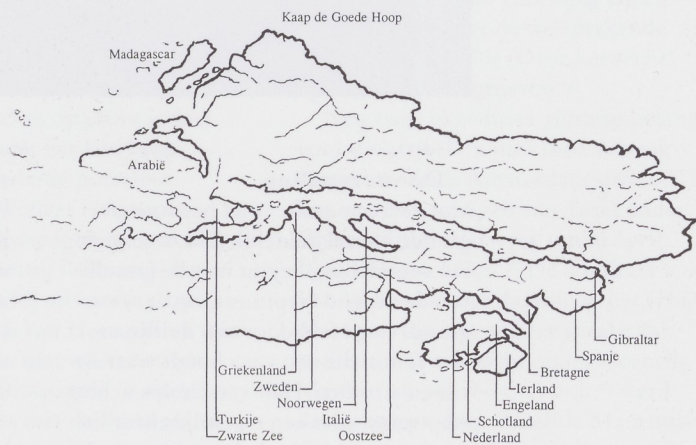 Kaap de Goede Hoop
Madagascar
Arabië
Gibraltar
Spanje
Bretagne
Ierland
Engeland
Schotland
Nederland
Griekenland
Zweden
Noorwegen
Italië
Oostzee
Turkije
Zwarte Zee